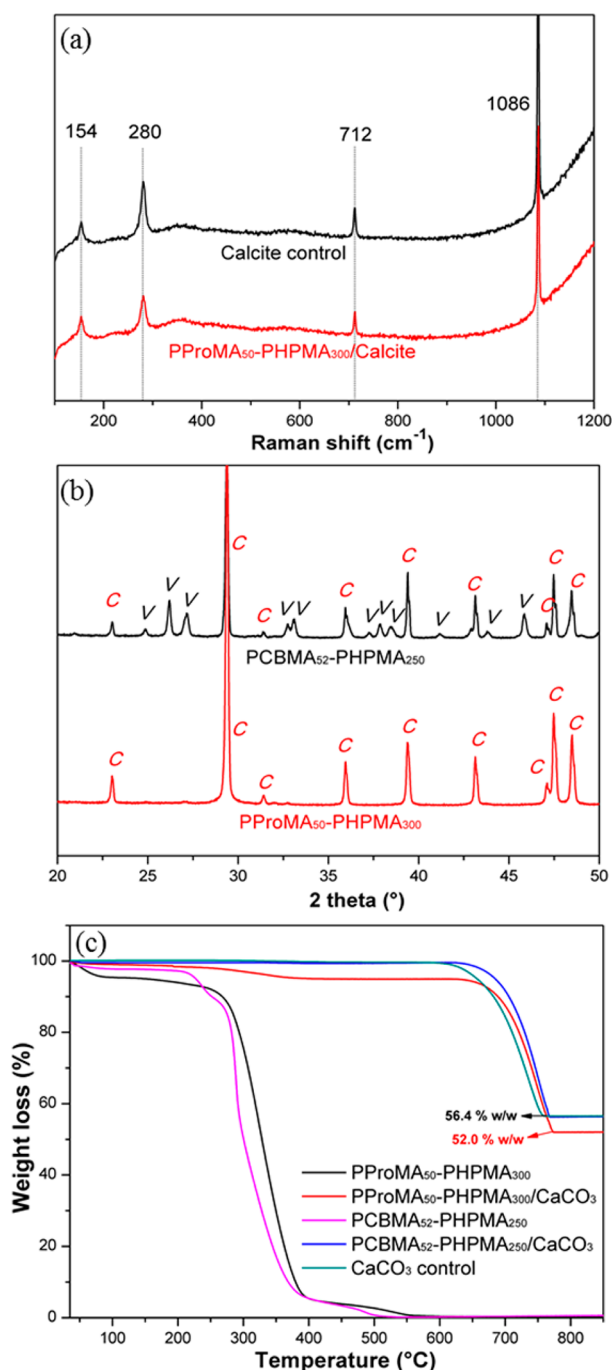 (a)
154 280 712 1086
Calcite control
PProMA50-PHPMA300/Calcite
200 400 600 800 1000 1200
Raman shift (cm-1)
(b)
C V V V C C V V C V V V C V C V V C C C
PCBMA52-PHPMA250
C C C C C C C C C
PProMA50-PHPMA300
20 25 30 35 40 45 50
2 theta (°)
(c)
100
80
60
40
20
0
Weight loss (%)
56.4 % w/w
52.0 % w/w
PProMA50-PHPMA300
PProMA50-PHPMA300/CaCO3
PCBMA52-PHPMA250
PCBMA52-PHPMA250/CaCO3
CaCO3 control
100 200 300 400 500 600 700 800
Temperature (°C)